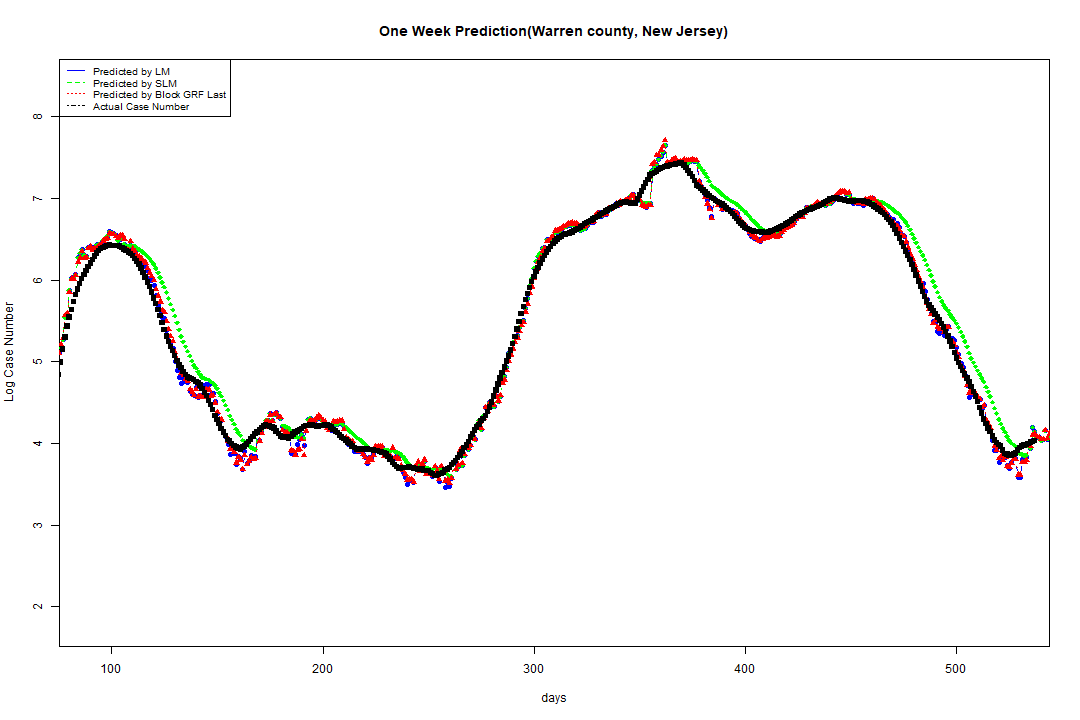 One Week Prediction(Warren county, New Jersey)
Predicted by LM
Predicted by SLM
Predicted by Block GRF Last
Actual Case Number
8
7
6
5
4
3
2
Log Case Number
100 200 300 400 500
days